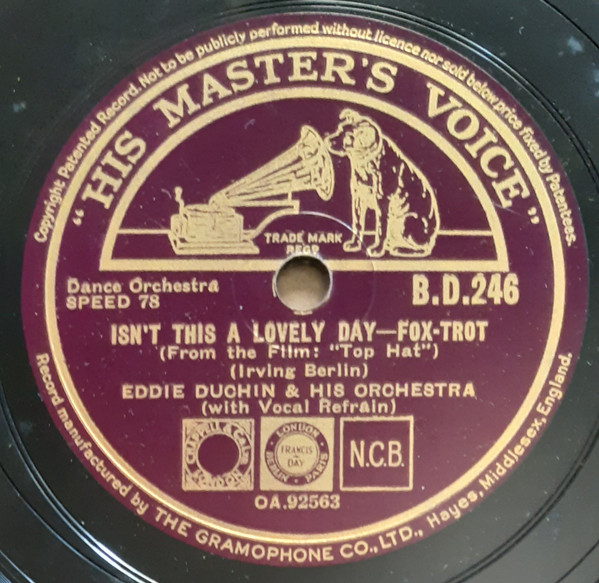 Copyright Patented Record. Not to be publicly performed without licence nor sold below price fixed by Patentees.
"HIS MASTER'S VOICE"
TRADE MARK
REGD
Dance Orchestra
SPEED 78
B.D.246
ISN'T THIS A LOVELY DAY—FOX-TROT
(From the Film: "Top Hat")
(Irving Berlin)
EDDIE DUCHIN & HIS ORCHESTRA
(with Vocal Refrain)
CHAPPELL &
LONDON
LONDON
FRANCIS
DAY
BERLIN PARIS
N.C.B.
OA.92563
Record manufactured by THE GRAMOPHONE CO., LTD., Hayes, Middlesex, England.